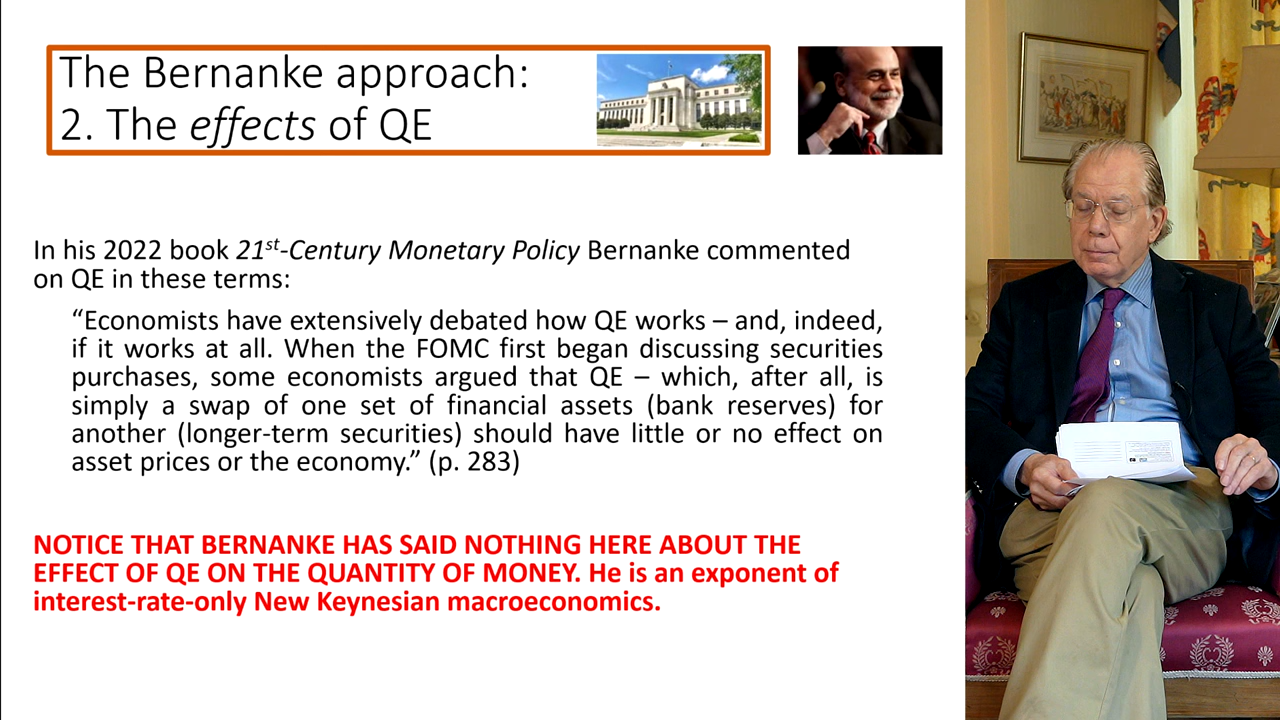 The Bernanke approach:
2. The effects of QE
In his 2022 book 21st-Century Monetary Policy Bernanke commented
on QE in these terms:
“Economists have extensively debated how QE works – and, indeed,
if it works at all. When the FOMC first began discussing securities
purchases, some economists argued that QE – which, after all, is
simply a swap of one set of financial assets (bank reserves) for
another (longer-term securities) should have little or no effect on
asset prices or the economy.” (p. 283)
NOTICE THAT BERNANKE HAS SAID NOTHING HERE ABOUT THE
EFFECT OF QE ON THE QUANTITY OF MONEY. He is an exponent of
interest-rate-only New Keynesian macroeconomics.